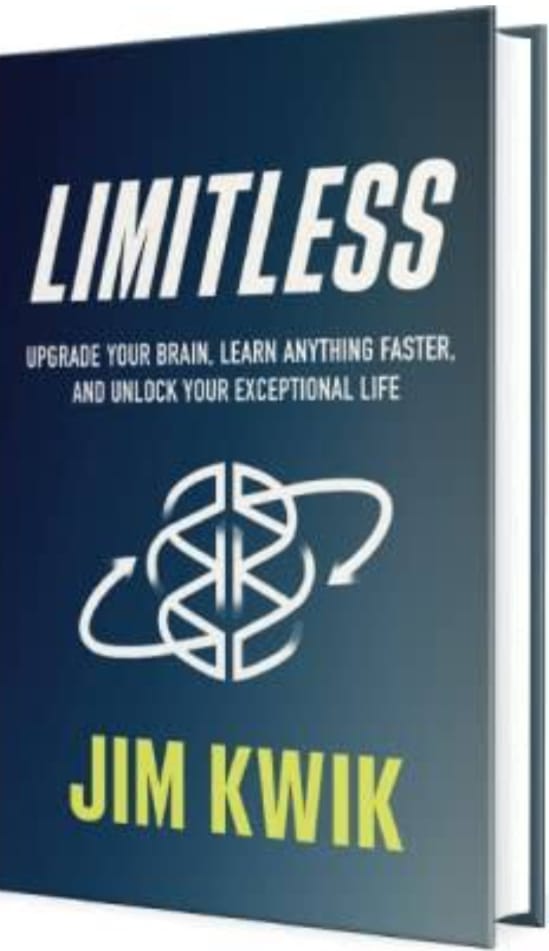 LIMITLESS
UPGRADE YOUR BRAIN, LEARN ANYTHING FASTER,
AND UNLOCK YOUR EXCEPTIONAL LIFE
JIM KWIK